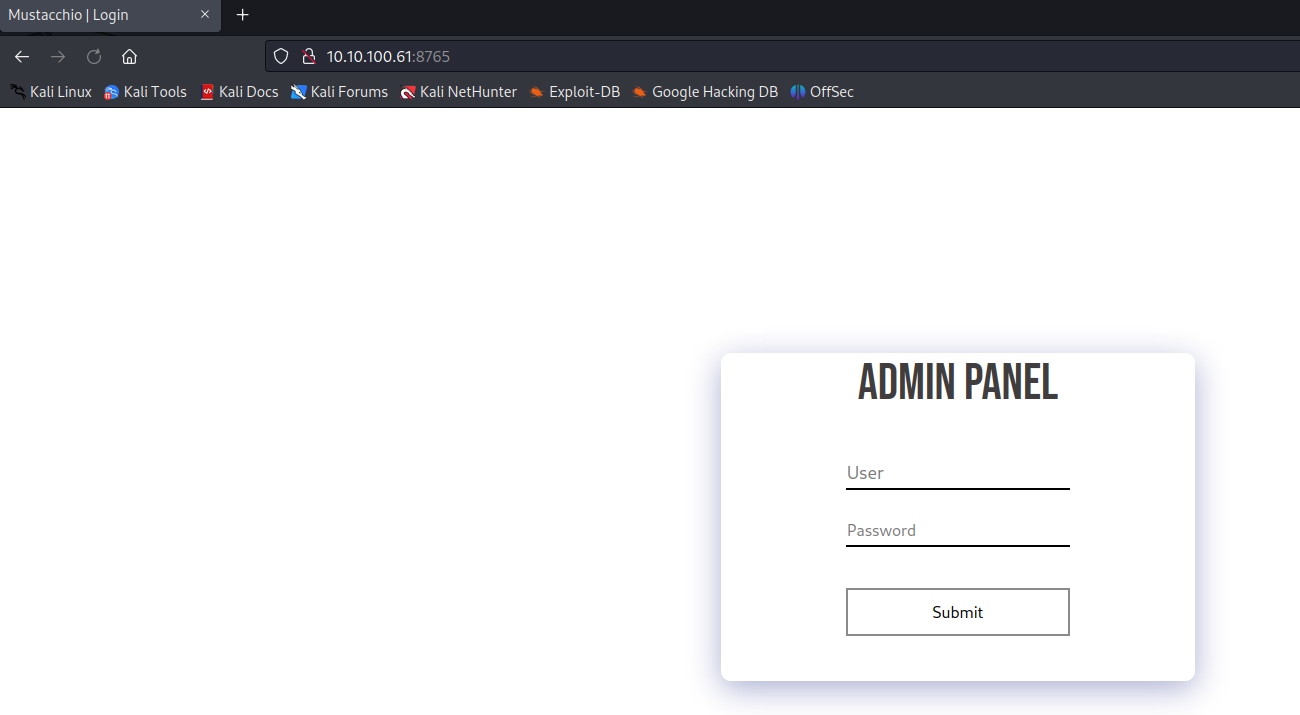 Mustacchio | Login
10.10.100.61:8765
Kali Linux Kali Tools Kali Docs Kali Forums Kali NetHunter Exploit-DB Google Hacking DB OffSec
ADMIN PANEL
User
Password
Submit